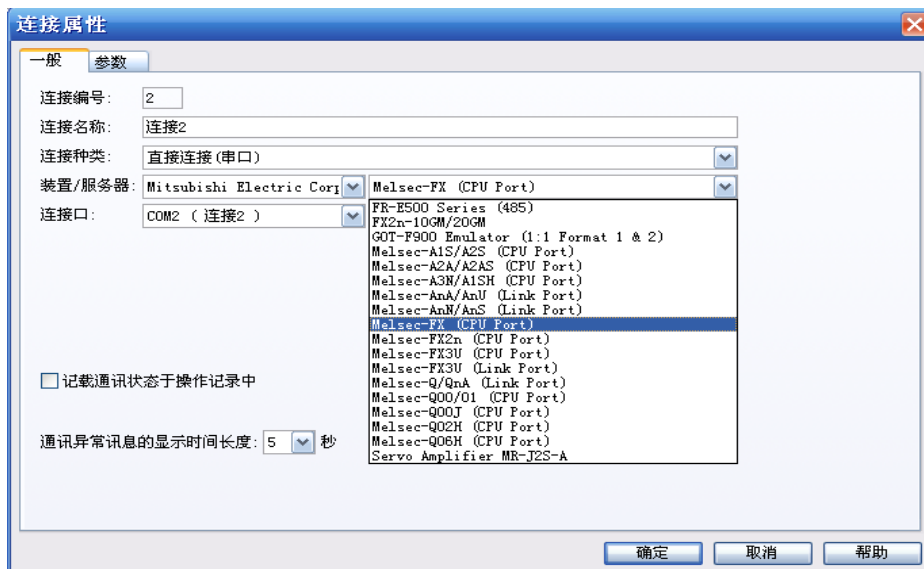 连接属性
一般 参数
连接编号: 2
连接名称: 连接2
连接种类: 直接连接(串口)
装置/服务器: Mitsubishi Electric Corp Melsec-FX (CPU Port)
连接口: COM2 ( 连接2 )
FR-E500 Series (485)
FX2n-10GM/20GM
GOT-F900 Emulator (1:1 Format 1 & 2)
Melsec-A1S/A2S (CPU Port)
Melsec-A2A/A2AS (CPU Port)
Melsec-A3N/A1SH (CPU Port)
Melsec-AnA/AnU (Link Port)
Melsec-AnN/AnS (Link Port)
Melsec-FX (CPU Port)
Melsec-FX2n (CPU Port)
Melsec-FX3U (CPU Port)
Melsec-FX3U (Link Port)
Melsec-Q/QnA (Link Port)
Melsec-Q00/01 (CPU Port)
Melsec-Q00J (CPU Port)
Melsec-Q02H (CPU Port)
Melsec-Q06H (CPU Port)
Servo Amplifier MR-J2S-A
记载通讯状态于操作记录中
通讯异常讯息的显示时间长度: 5 秒
确定 取消 帮助